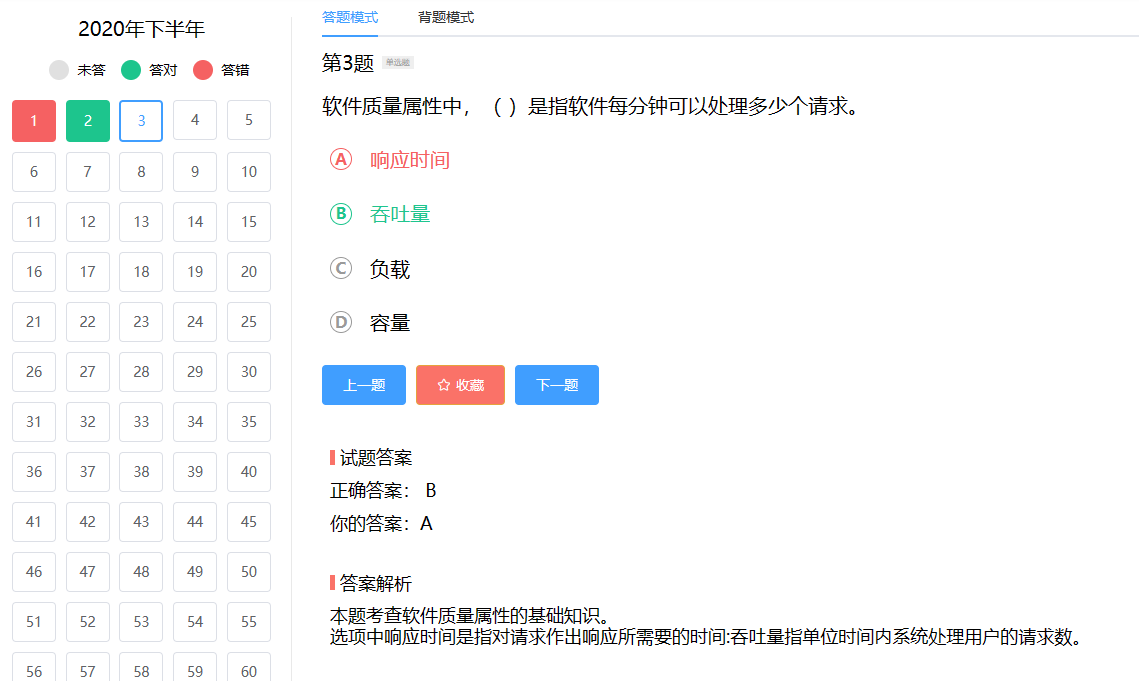 2020年下半年
未答 答对 答错
1 2 3 4 5
6 7 8 9 10
11 12 13 14 15
16 17 18 19 20
21 22 23 24 25
26 27 28 29 30
31 32 33 34 35
36 37 38 39 40
41 42 43 44 45
46 47 48 49 50
51 52 53 54 55
56 57 58 59 60
答题模式 背题模式
第3题 单选题
软件质量属性中，（ ）是指软件每分钟可以处理多少个请求。
A 响应时间
B 吞吐量
C 负载
D 容量
上一题 收藏 下一题
试题答案
正确答案： B
你的答案：A
答案解析
本题考查软件质量属性的基础知识。
选项中响应时间是指对请求作出响应所需要的时间:吞吐量指单位时间内系统处理用户的请求数。